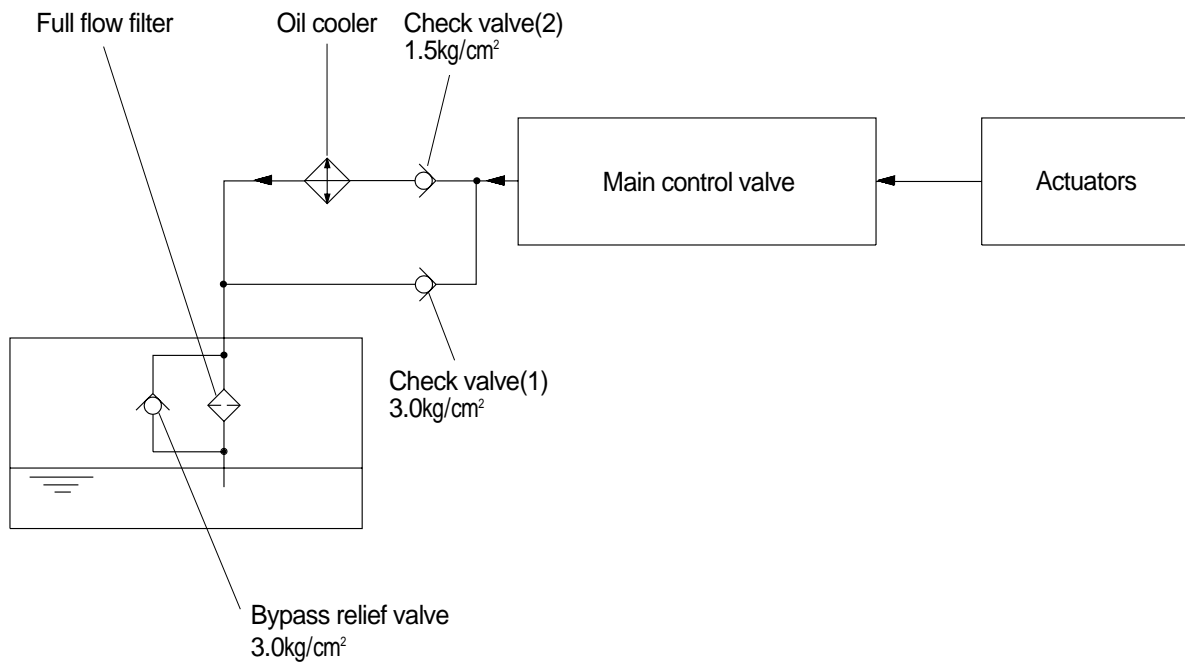 Full flow filter
Oil cooler
Check valve(2)
1.5kg/cm²
Main control valve
Actuators
Check valve(1)
3.0kg/cm²
Bypass relief valve
3.0kg/cm²